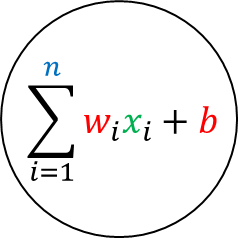 n
∑ wᵢxᵢ + b
i=1